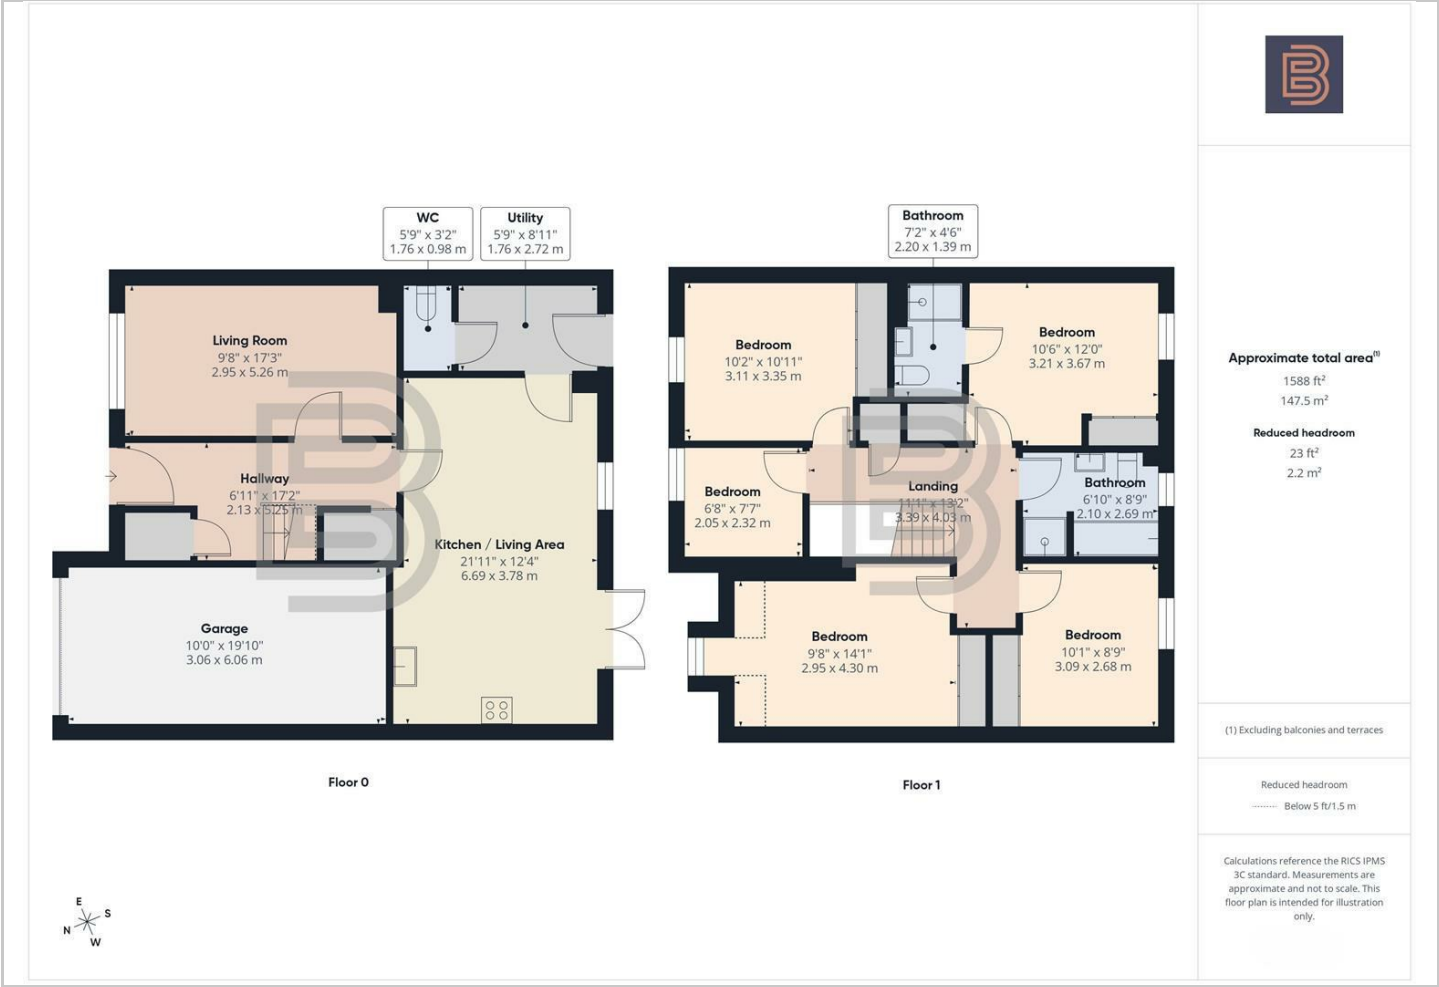 WC
5'9" x 3'2"
1.76 x 0.98 m
Utility
5'9" x 8'11"
1.76 x 2.72 m
Living Room
9'8" x 17'3"
2.95 x 5.26 m
Hallway
6'11" x 17'2"
2.13 x 5.25 m
Kitchen / Living Area
21'11" x 12'4"
6.69 x 3.78 m
Garage
10'0" x 19'10"
3.06 x 6.06 m
Floor 0
Bathroom
7'2" x 4'6"
2.20 x 1.39 m
Bedroom
10'2" x 10'11"
3.11 x 3.35 m
Bedroom
10'6" x 12'0"
3.21 x 3.67 m
Bedroom
6'8" x 7'7"
2.05 x 2.32 m
Landing
11'1" x 13'2"
3.39 x 4.03 m
Bathroom
6'10" x 8'9"
2.10 x 2.69 m
Bedroom
9'8" x 14'1"
2.95 x 4.30 m
Bedroom
10'1" x 8'9"
3.09 x 2.68 m
Floor 1
E
S
N
W
B
Approximate total area(1)
1588 ft²
147.5 m²
Reduced headroom
23 ft²
2.2 m²
(1) Excluding balconies and terraces
Reduced headroom
Below 5 ft/1.5 m
Calculations reference the RICS IPMS
3C standard. Measurements are
approximate and not to scale. This
floor plan is intended for illustration
only.